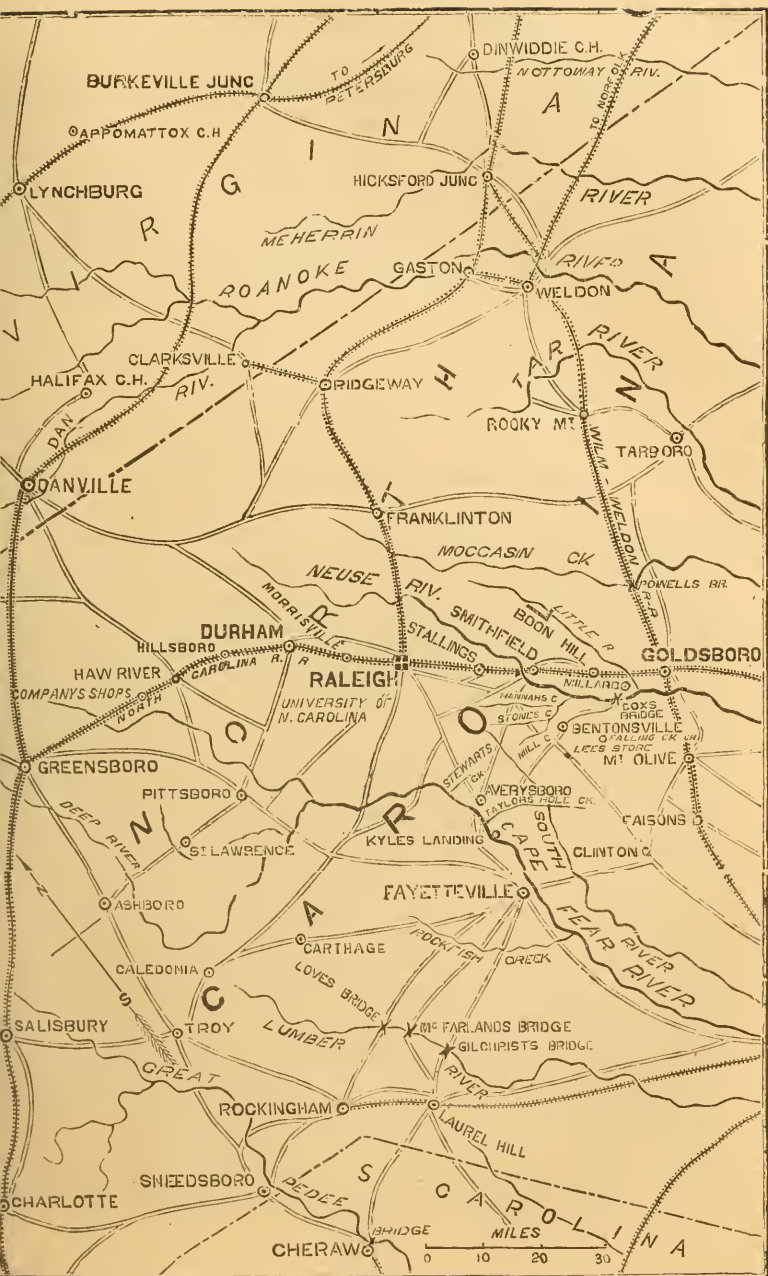 DINWIDDIE C.H.
NOTTOWAY RIV.
TO PETERSBURG
TO NORFOLK
BURKEVILLE JUNC
APPOMATTOX C.H
VIRGINIA
LYNCHBURG
HICKSFORD JUNC
RIVER
MEHERRIN
ROANOKE
RIVER
GASTON
WELDON
CLARKSVILLE
HALIFAX C.H.
DAN
RIV.
RIDGEWAY
TAR
RIVER
ROOKY MT
TARBORO
WILM-WELDON R-R
DANVILLE
FRANKLINTON
MOCCASIN CK
NEUSE RIV.
POWELLS BR.
LITTLE R
MORRISVILLE
SMITHFIELD
BOON HILL
DURHAM
STALLINGS
HILLSBORO
GOLDSBORO
HAW RIVER
NORTH CAROLINA R. R
RALEIGH
MILLARD
COMPANYS SHOPS
UNIVERSITY OF
N. CAROLINA
HANNAHS C
STONES C
COXS
BRIDGE
BENTONSVILLE
FALLING CK CH
MILL C
LEES STORE
MT OLIVE
GREENSBORO
STEWARTS
CK
PITTSBORO
AVERYSBORO
TAYLORS HOLE CK.
DEEP RIVER
FAISONS D
KYLES LANDING
ST LAWRENCE
SOUTH
RIVER
CLINTON
CAPE FEAR RIVER
FAYETTEVILLE
ASHBORO
NORTH CAROLINA
CARTHAGE
ROCKFISH CREEK
CALEDONIA
LOVES BRIDGE
N
S
SALISBURY
TROY
LUMBER
RIVER
MC FARLANDS BRIDGE
GILCHRISTS BRIDGE
GREAT
PEDEE
ROCKINGHAM
LAUREL HILL
SNEEDSBORO
S CAROLINA
CHARLOTTE
BRIDGE
CHERAW
MILES
0 10 20 30